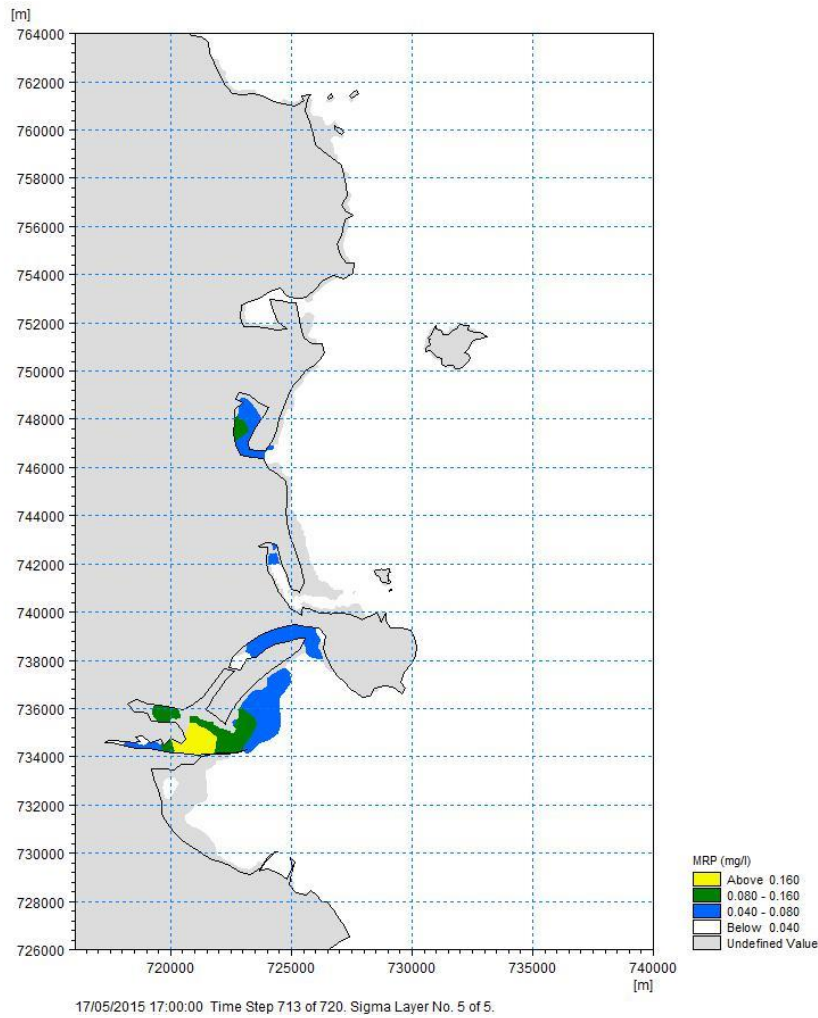 [m]
764000
762000
760000
758000
756000
754000
752000
750000
748000
746000
744000
742000
740000
738000
736000
734000
732000
730000
728000
726000
720000 725000 730000 735000 740000
[m]
MRP (mg/l)
Above 0.160
0.080 - 0.160
0.040 - 0.080
Below 0.040
Undefined Value
17/05/2015 17:00:00 Time Step 713 of 720. Sigma Layer No. 5 of 5.